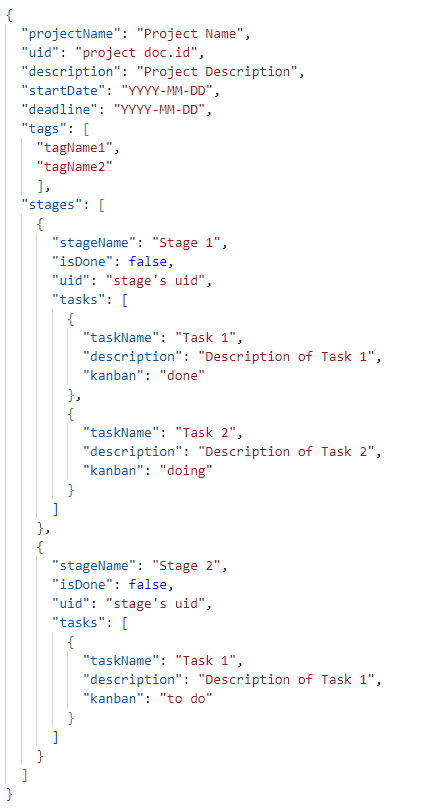 {
  "projectName": "Project Name",
  "uid": "project doc.id",
  "description": "Project Description",
  "startDate": "YYYY-MM-DD",
  "deadline": "YYYY-MM-DD",
  "tags": [
    "tagName1",
    "tagName2"
    ],
  "stages": [
    {
      "stageName": "Stage 1",
      "isDone": false,
      "uid": "stage's uid",
      "tasks": [
        {
          "taskName": "Task 1",
          "description": "Description of Task 1",
          "kanban": "done"
        },
        {
          "taskName": "Task 2",
          "description": "Description of Task 2",
          "kanban": "doing"
        }
      ]
    },
    {
      "stageName": "Stage 2",
      "isDone": false,
      "uid": "stage's uid",
      "tasks": [
        {
          "taskName": "Task 1",
          "description": "Description of Task 1",
          "kanban": "to do"
        }
      ]
    }
  ]
}